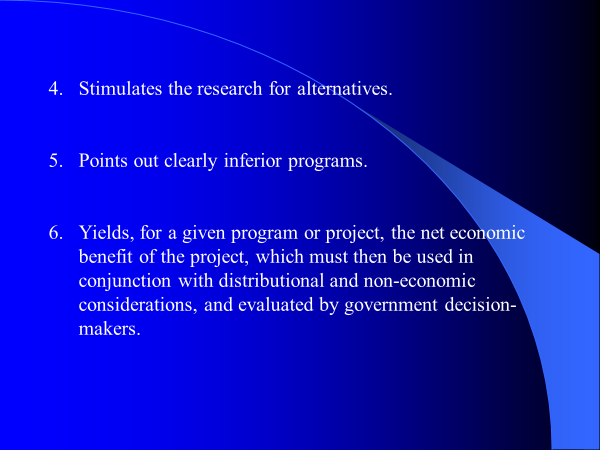 4. Stimulates the research for alternatives.
5. Points out clearly inferior programs.
6. Yields, for a given program or project, the net economic
benefit of the project, which must then be used in
conjunction with distributional and non-economic
considerations, and evaluated by government decision-
makers.